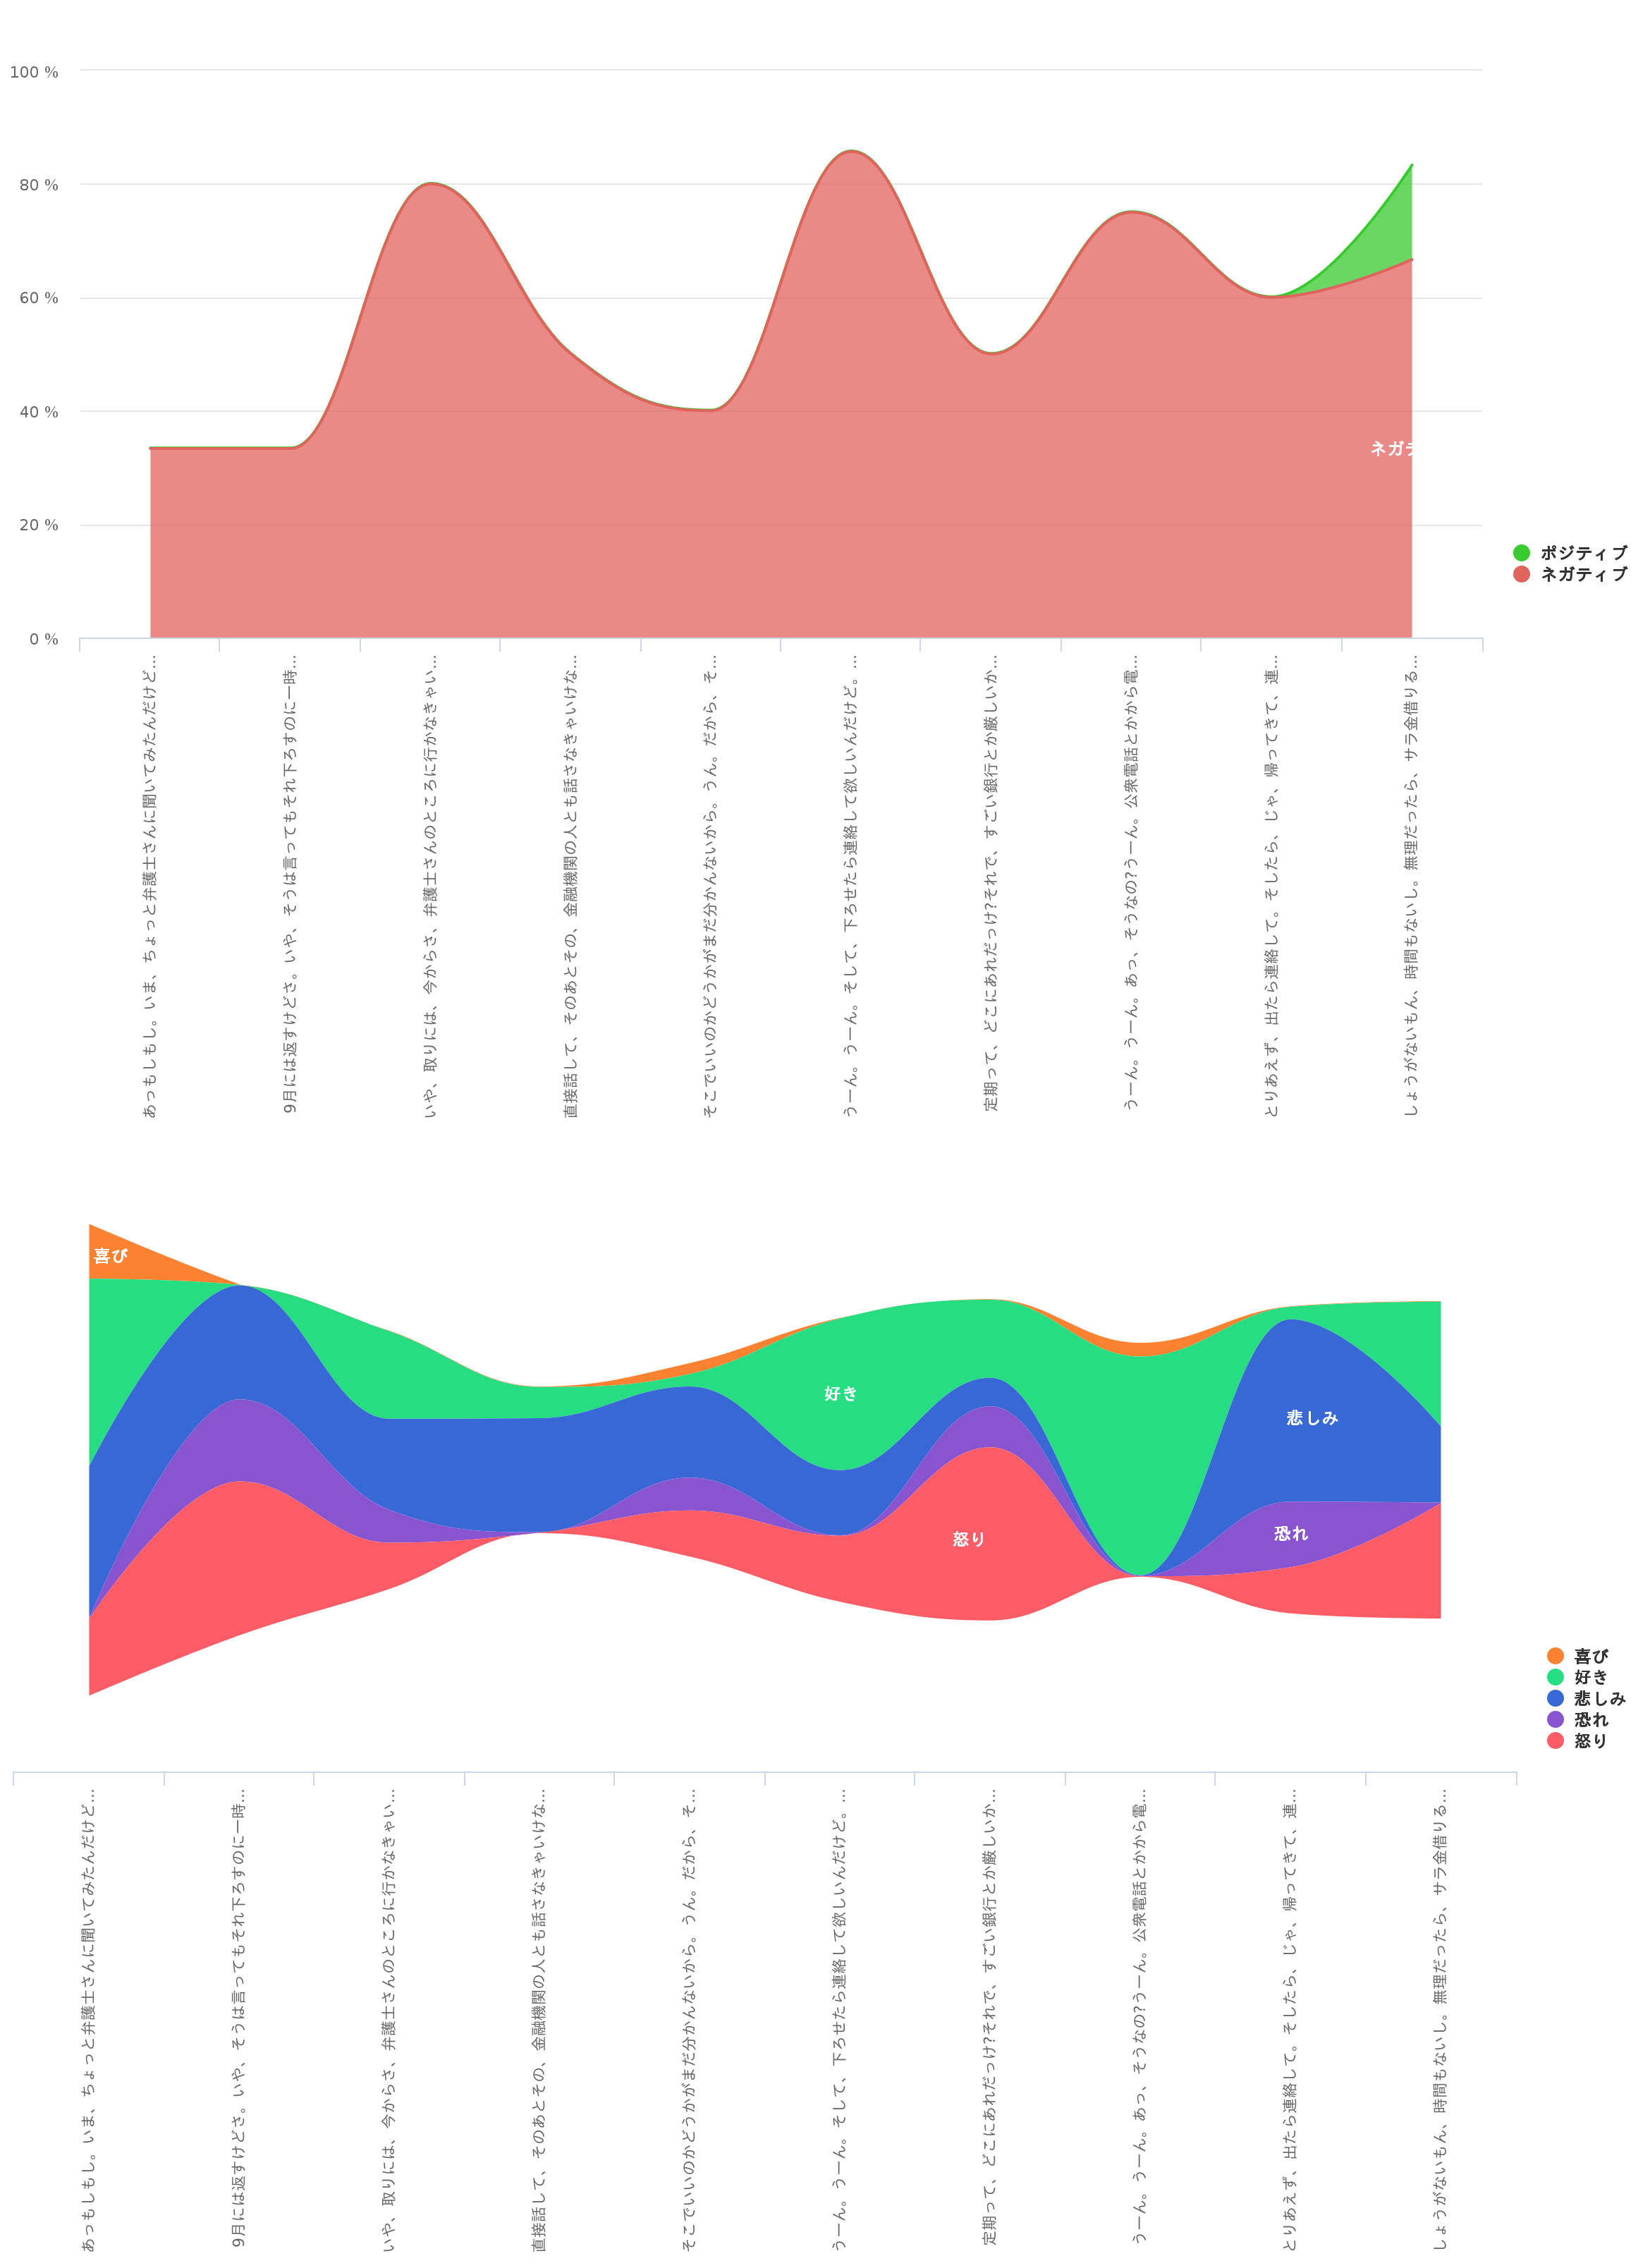 100 %
80 %
60 %
40 %
20 %
0 %
ネガテ
ポジティブ
ネガティブ
あっもしもし。いま、ちょっと弁護士さんに聞いてみたんだけど…
9月には返すけどさ。いや、そうは言ってもそれ下ろすのに一時…
いや、取りには、今からさ、弁護士さんのところに行かなきゃい…
直接話して、そのあとその、金融機関の人とも話さなきゃいけな…
そこでいいのかどうかがまだ分かんないから。うん。だから、そ…
うーん。うーん。そして、下ろせたら連絡して欲しいんだけど。…
定期って、どこにあれだっけ?それで、すごい銀行とか厳しいか…
うーん。うーん。あっ、そうなの?うーん。公衆電話とかから電…
とりあえず、出たら連絡して。そしたら、じゃ、帰ってきて、連…
しょうがないもん、時間もないし。無理だったら、サラ金借りる…
喜び
好き
悲しみ
恐れ
怒り
喜び
好き
悲しみ
恐れ
怒り
あっもしもし。いま、ちょっと弁護士さんに聞いてみたんだけど…
9月には返すけどさ。いや、そうは言ってもそれ下ろすのに一時…
いや、取りには、今からさ、弁護士さんのところに行かなきゃい…
直接話して、そのあとその、金融機関の人とも話さなきゃいけな…
そこでいいのかどうかがまだ分かんないから。うん。だから、そ…
うーん。うーん。そして、下ろせたら連絡して欲しいんだけど。…
定期って、どこにあれだっけ?それで、すごい銀行とか厳しいか…
うーん。うーん。あっ、そうなの?うーん。公衆電話とかから電…
とりあえず、出たら連絡して。そしたら、じゃ、帰ってきて、連…
しょうがないもん、時間もないし。無理だったら、サラ金借りる…